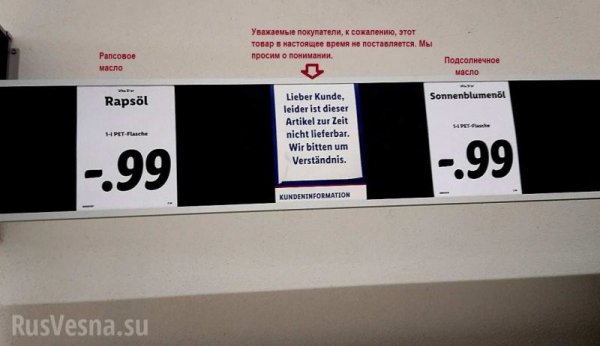 Уважаемые покупатели, к сожалению, этот
товар в настоящее время не поставляется. Мы
просим о понимании.
Рапсовое
масло
Подсолнечное
масло
Rapsöl
1-l PET-Flasche
-.99
Lieber Kunde,
leider ist dieser
Artikel zur Zeit
nicht lieferbar.
Wir bitten um
Verständnis.
KUNDENINFORMATION
Sonnenblumenöl
1-l PET-Flasche
-.99
RusVesna.su